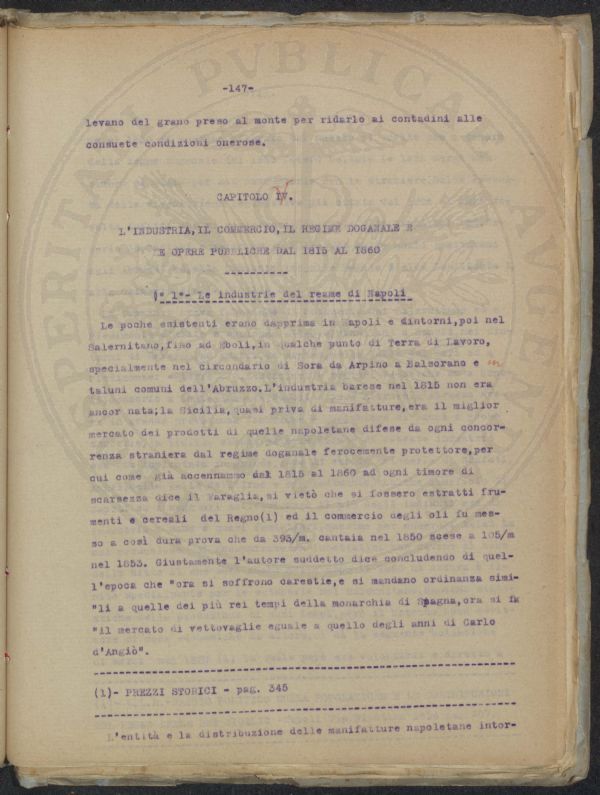 -147-
levano del grano preso al monte per ridarlo ai contadini alle
consuete condizioni onerose.
CAPITOLO IV.
L'INDUSTRIA, IL COMMERCIO, IL REGIME DOGANALE E
LE OPERE PUBBLICHE DAL 1815 AL 1860
§° 1°- Le industrie del reame di Napoli
Le poche esistenti erano dapprima in Napoli e dintorni, poi nel
Salernitano, fino ad Eboli, in qualche punto di Terra di Lavoro,
specialmente nel circondario di Sora da Arpino a Balsorano e in
taluni comuni dell'Abruzzo. L'industria barese nel 1815 non era
ancor nata; la Sicilia, quasi priva di manifatture, era il miglior
mercato dei prodotti di quelle napoletane difese da ogni concor-
renza straniera dal regime doganale ferocemente protettore, per
cui come già accennammo dal 1815 al 1860 ad ogni timore di
scarsezza dice il Faraglia, si vietò che si fossero estratti fru-
menti e cereali del Regno(1) ed il commercio degli oli fu mes-
so a così dura prova che da 393/m. cantaia nel 1850 scese a 105/m
nel 1853. Giustamente l'autore suddetto dice concludendo di quel-
l'epoca che "ora si soffrono carestie, e si mandano ordinanza simi-
"li a quelle dei più rei tempi della monarchia di Spagna, ora si fa
"il mercato di vettovaglie eguale a quello degli anni di Carlo
d'Angiò".
(1)- PREZZI STORICI - pag. 345
L'entità e la distribuzione delle manifatture napoletane intor-
SPERITAT PUBLICA AUGENO